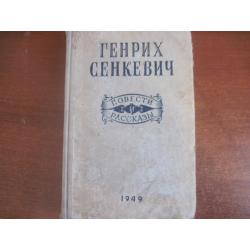 ГЕНРИХ
СЕНКЕВИЧ
ПОВЕСТИ
И
РАССКАЗЫ
1949